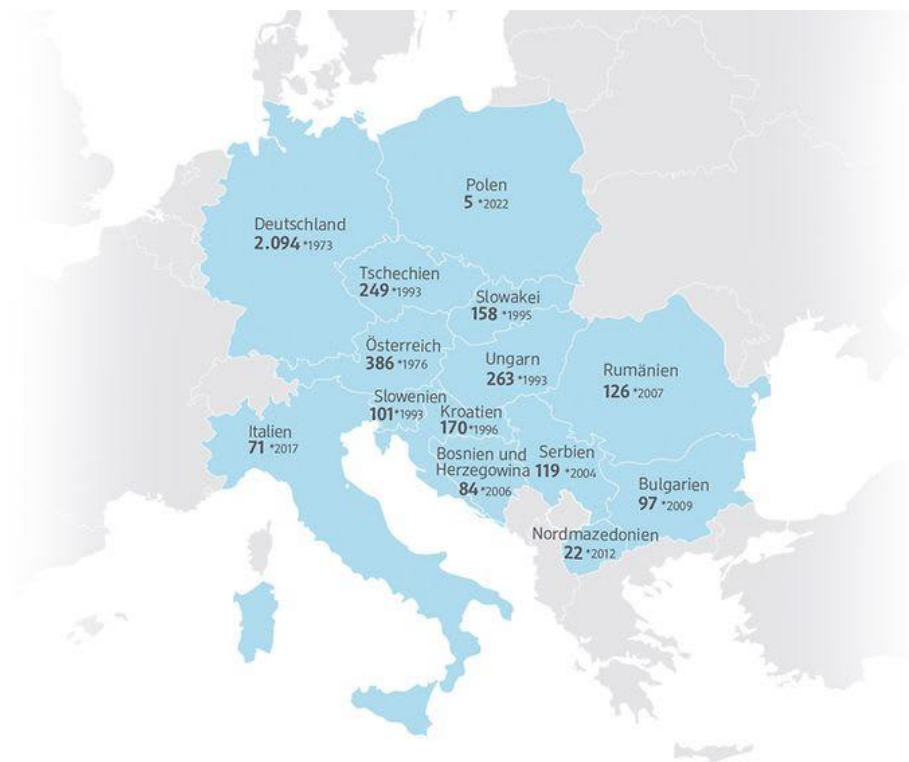 Polen
5 *2022
Deutschland
2.094 *1973
Tschechien
249 *1993
Slowakei
158 *1995
Österreich
386 *1976
Ungarn
263 *1993
Rumänien
126 *2007
Slowenien
101 *1993
Kroatien
170 *1996
Italien
71 *2017
Bosnien und
Herzegowina
84 *2006
Serbien
119 *2004
Bulgarien
97 *2009
Nordmazedonien
22 *2012